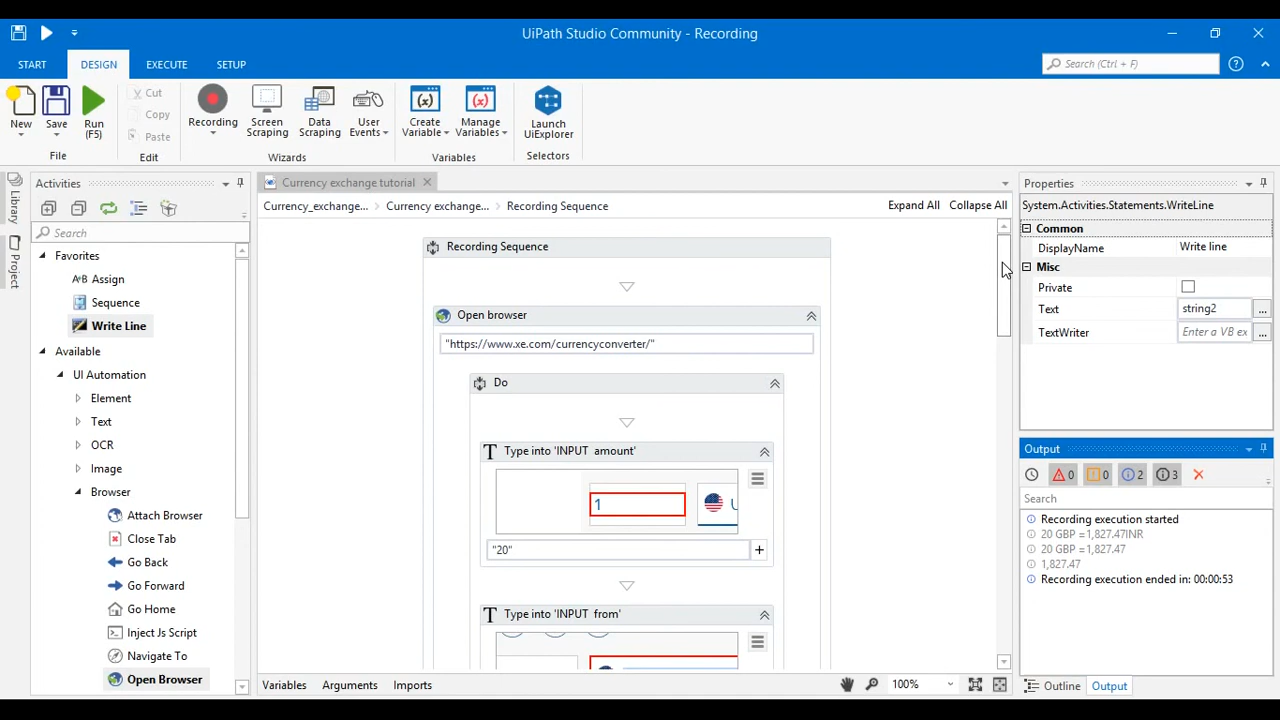 UiPath Studio Community - Recording
START DESIGN EXECUTE SETUP
Search (Ctrl + F)
New
Save
Run
(F5)
Cut
Copy
Paste
Recording
Screen
Scraping
Data
Scraping
User
Events
Create
Variable
Manage
Variables
Launch
UiExplorer
File Edit Wizards Variables Selectors
Library
Project
Activities
Search
Favorites
A+B Assign
Sequence
Write Line
Available
UI Automation
Element
Text
OCR
Image
Browser
Attach Browser
Close Tab
Go Back
Go Forward
Go Home
Inject Js Script
Navigate To
Open Browser
Currency exchange tutorial
Currency_exchange... > Currency exchange... > Recording Sequence
Expand All Collapse All
Recording Sequence
Open browser
"https://www.xe.com/currencyconverter/"
Do
Type into 'INPUT amount'
1
"20"
Type into 'INPUT from'
Variables Arguments Imports
100%
Properties
System.Activities.Statements.WriteLine
Common
DisplayName Write line
Misc
Private
Text string2 ...
TextWriter Enter a VB ex ...
Output
0 0 2 3
Search
Recording execution started
20 GBP =1,827.47INR
20 GBP =1,827.47
1,827.47
Recording execution ended in: 00:00:53
Outline Output